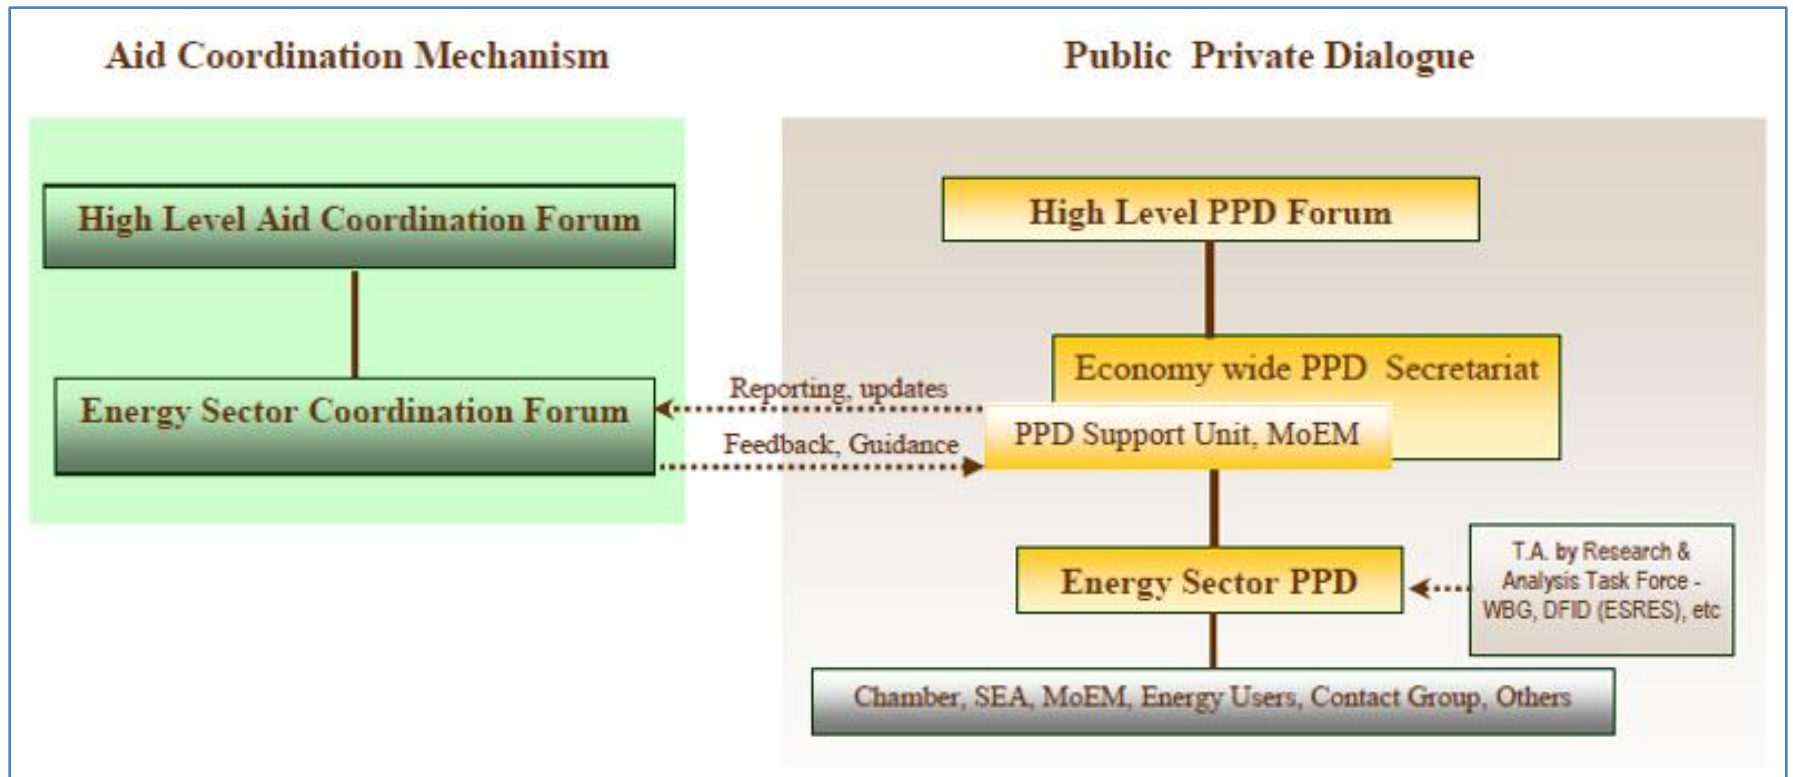 Aid Coordination Mechanism
Public Private Dialogue
High Level Aid Coordination Forum
High Level PPD Forum
Economy wide PPD Secretariat
Reporting, updates
Energy Sector Coordination Forum
PPD Support Unit, MoEM
Feedback, Guidance
T.A. by Research &
Analysis Task Force -
WBG, DFID (ESRES), etc
Energy Sector PPD
Chamber, SEA, MoEM, Energy Users, Contact Group, Others